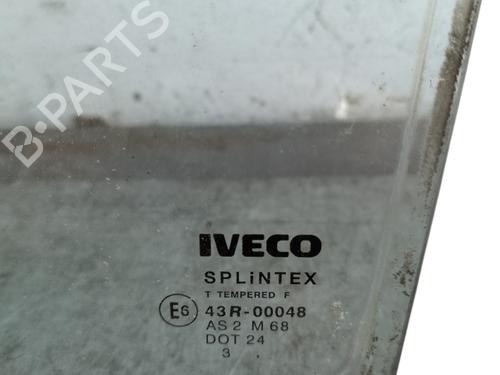 B-PARTS
IVECO
SPLiNTEX
T TEMPERED F
E6 43R-00048
AS 2 M 68
DOT 24
3